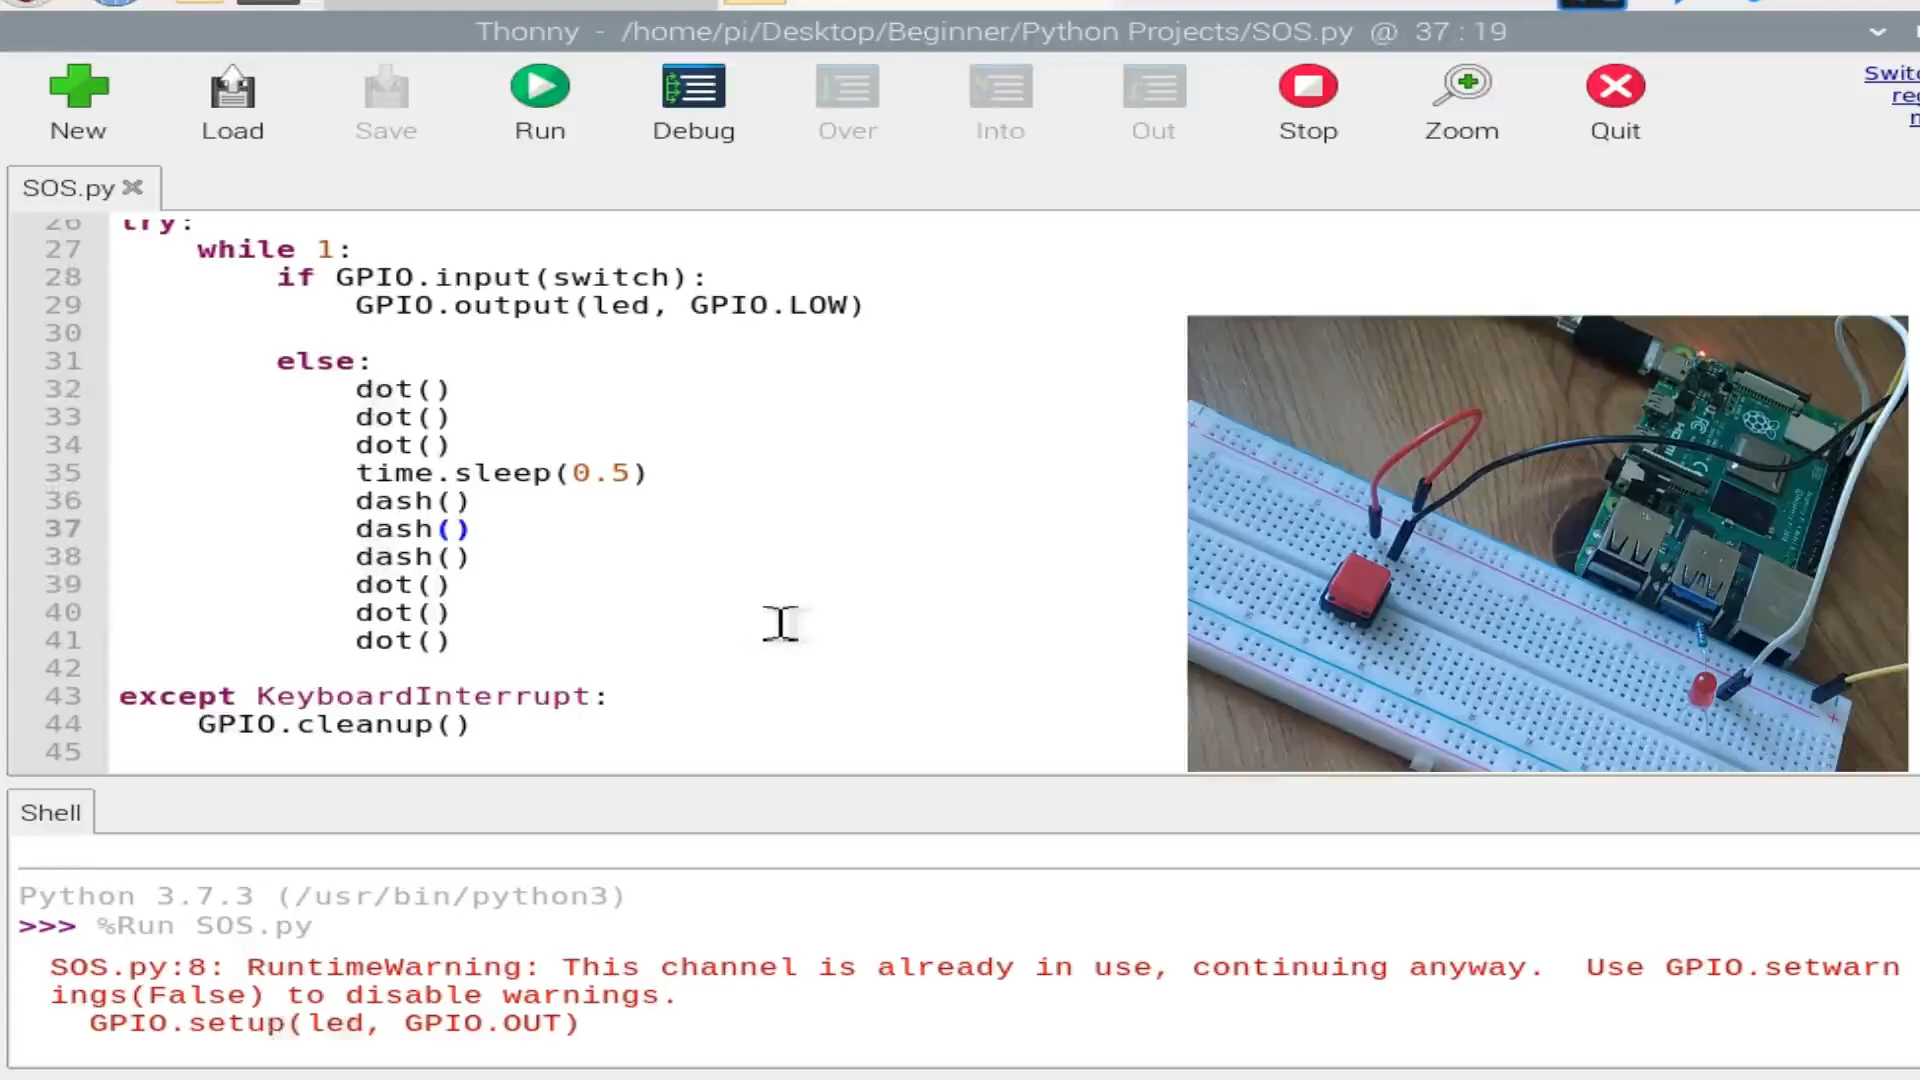 Thonny - /home/pi/Desktop/Beginner/Python Projects/SOS.py @ 37 : 19
New Load Save Run Debug Over Into Out Stop Zoom Quit
SOS.py
26 try:
27 while 1:
28 if GPIO.input(switch):
29 GPIO.output(led, GPIO.LOW)
30
31 else:
32 dot()
33 dot()
34 dot()
35 time.sleep(0.5)
36 dash()
37 dash()
38 dash()
39 dot()
40 dot()
41 dot()
42
43 except KeyboardInterrupt:
44 GPIO.cleanup()
45
Shell
Python 3.7.3 (/usr/bin/python3)
>>> %Run SOS.py
SOS.py:8: RuntimeWarning: This channel is already in use, continuing anyway. Use GPIO.setwarn
ings(False) to disable warnings.
GPIO.setup(led, GPIO.OUT)